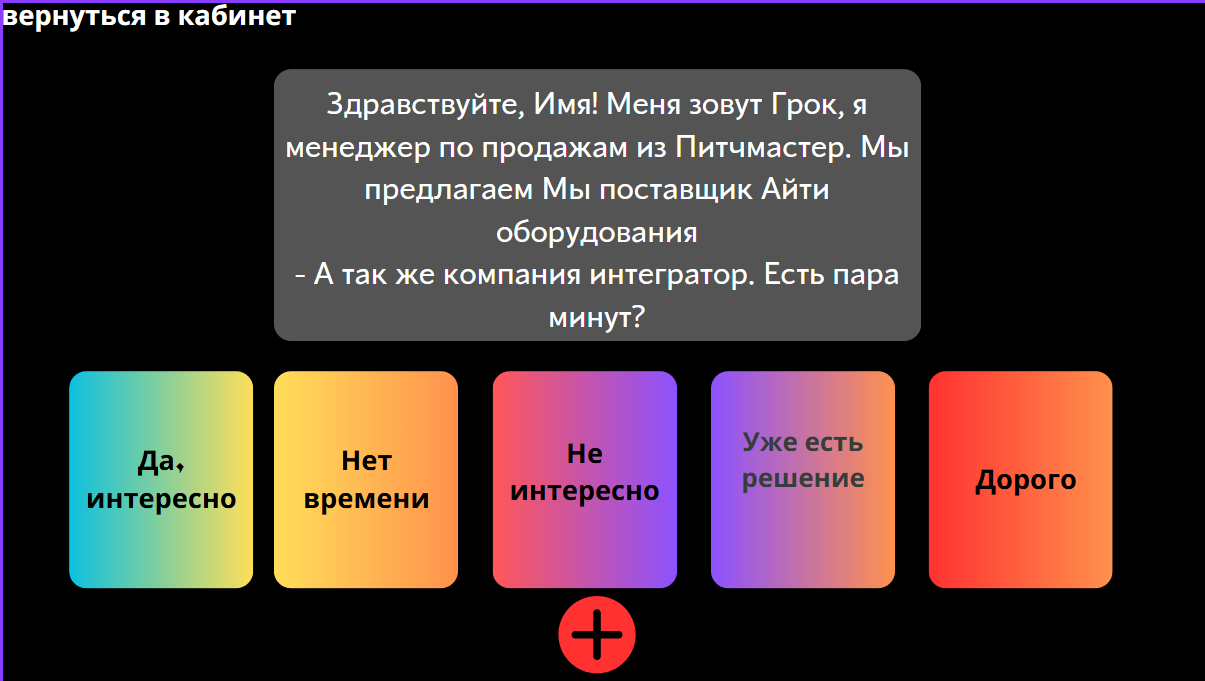 вернуться в кабинет
Здравствуйте, Имя! Меня зовут Грок, я
менеджер по продажам из Питчмастер. Мы
предлагаем Мы поставщик Айти
оборудования
- А так же компания интегратор. Есть пара
минут?
Да,
интересно
Нет
времени
Не
интересно
Уже есть
решение
Дорого